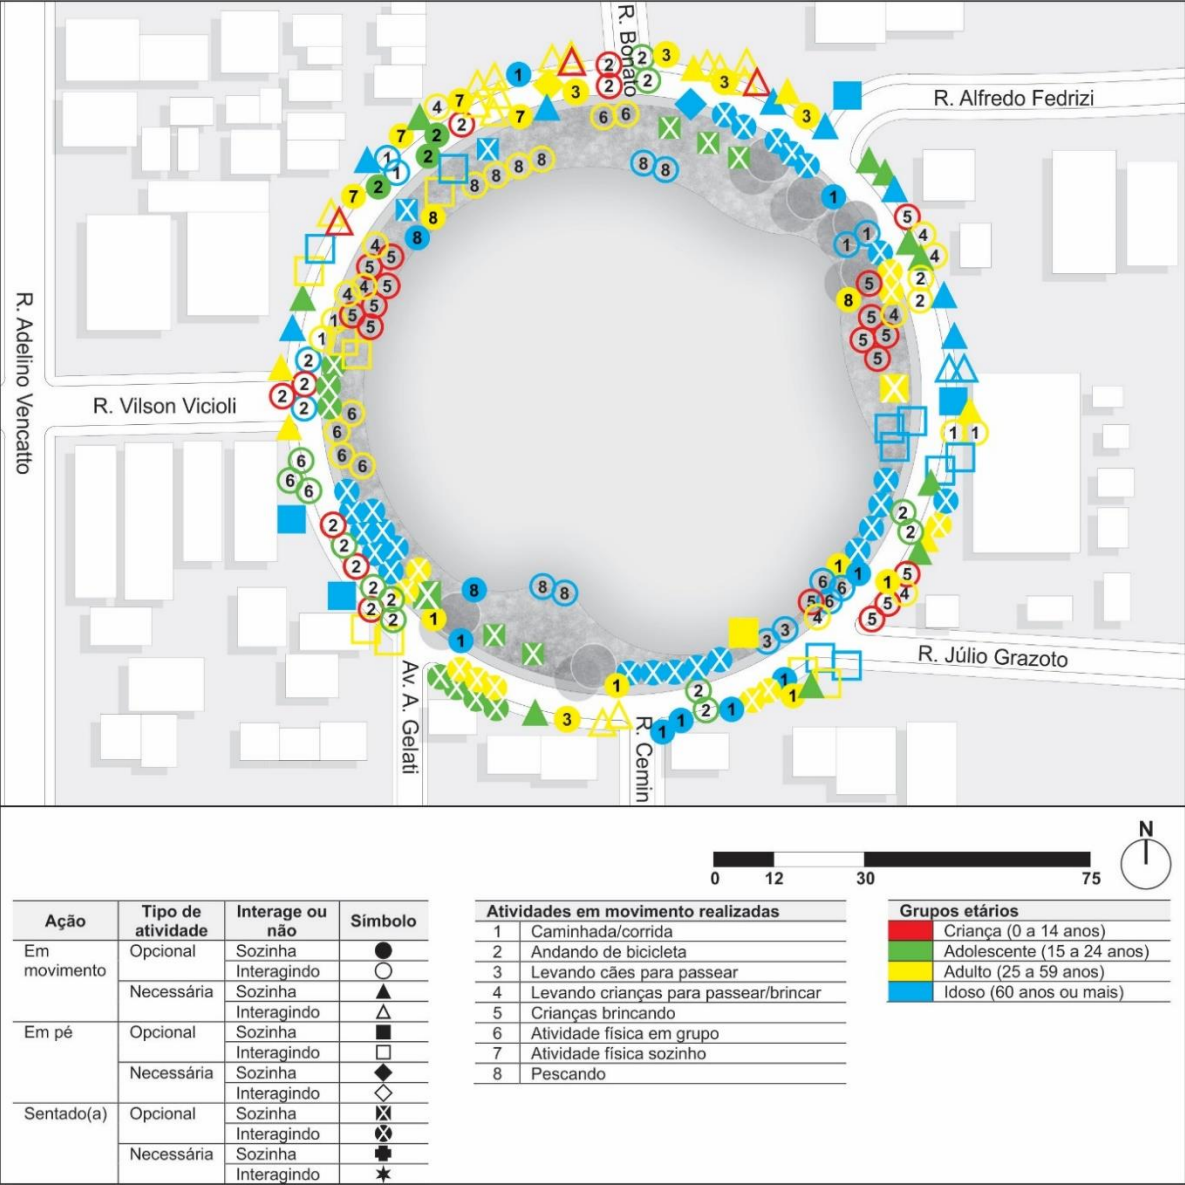 R. Bonato
R. Alfredo Fedrizi
R. Adelino Vencatto
R. Vilson Vicioli
R. Júlio Grazoto
Av. A. Gelati
R. Cemin
N
0 12 30 75
Ação Tipo de atividade Interage ou não Símbolo
Em movimento Opcional Sozinha
Interagindo
Necessária Sozinha
Interagindo
Em pé Opcional Sozinha
Interagindo
Necessária Sozinha
Interagindo
Sentado(a) Opcional Sozinha
Interagindo
Necessária Sozinha
Interagindo
Atividades em movimento realizadas
1 Caminhada/corrida
2 Andando de bicicleta
3 Levando cães para passear
4 Levando crianças para passear/brincar
5 Crianças brincando
6 Atividade física em grupo
7 Atividade física sozinho
8 Pescando
Grupos etários
Criança (0 a 14 anos)
Adolescente (15 a 24 anos)
Adulto (25 a 59 anos)
Idoso (60 anos ou mais)